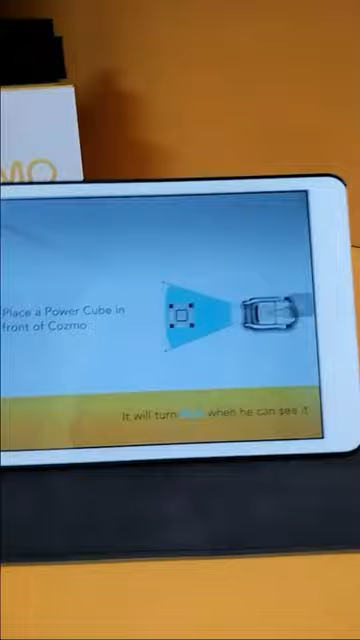 MO
Place a Power Cube in
front of Cozmo
It will turn when he can see it